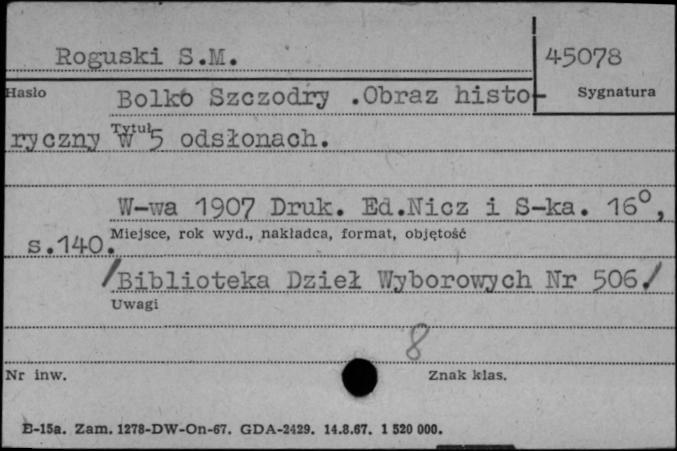 Roguski S.M.
45078
Hasło
Sygnatura
Bolko Szczodry .Obraz histo-
ryczny w 5 odsłonach.
Tytuł
W-wa 1907 Druk. Ed.Nicz i S-ka. 16°,
Miejsce, rok wyd., nakładca, format, objętość
s.140.
/Biblioteka Dzieł Wyborowych Nr 506/
Uwagi
8
Nr inw.
Znak klas.
B-15a. Zam. 1278-DW-On-67. GDA-2429. 14.8.67. 1 520 000.